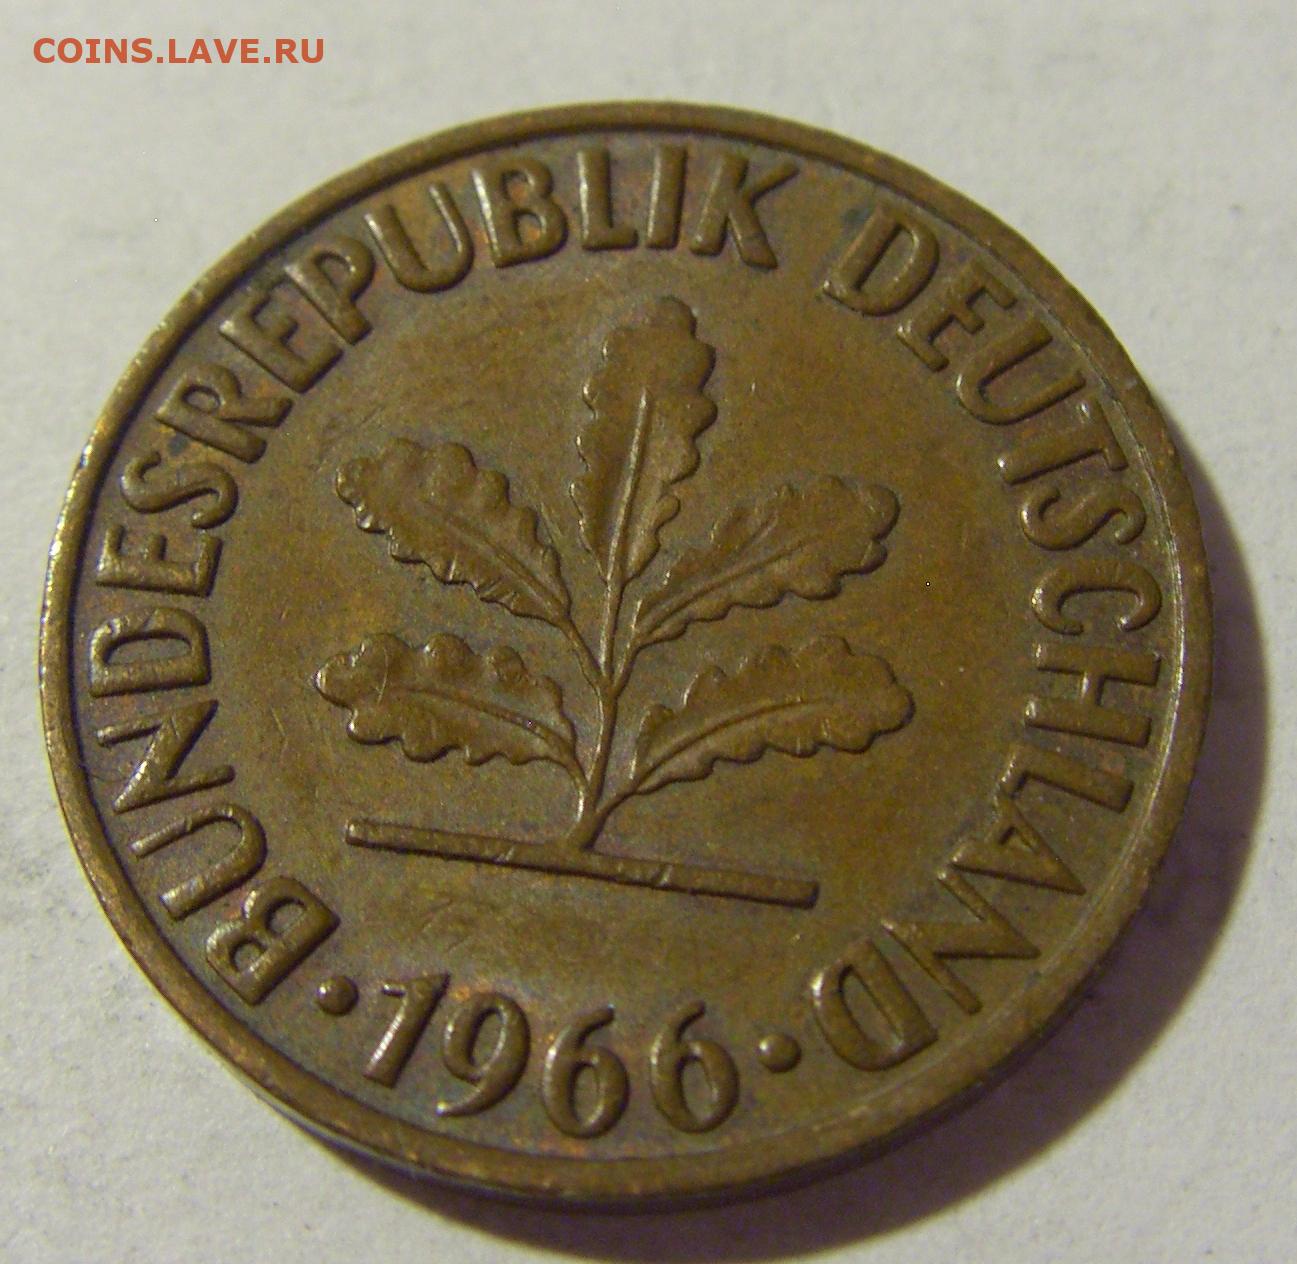 COINS.LAVE.RU
BUNDESREPUBLIK DEUTSCHLAND
· 1966 ·